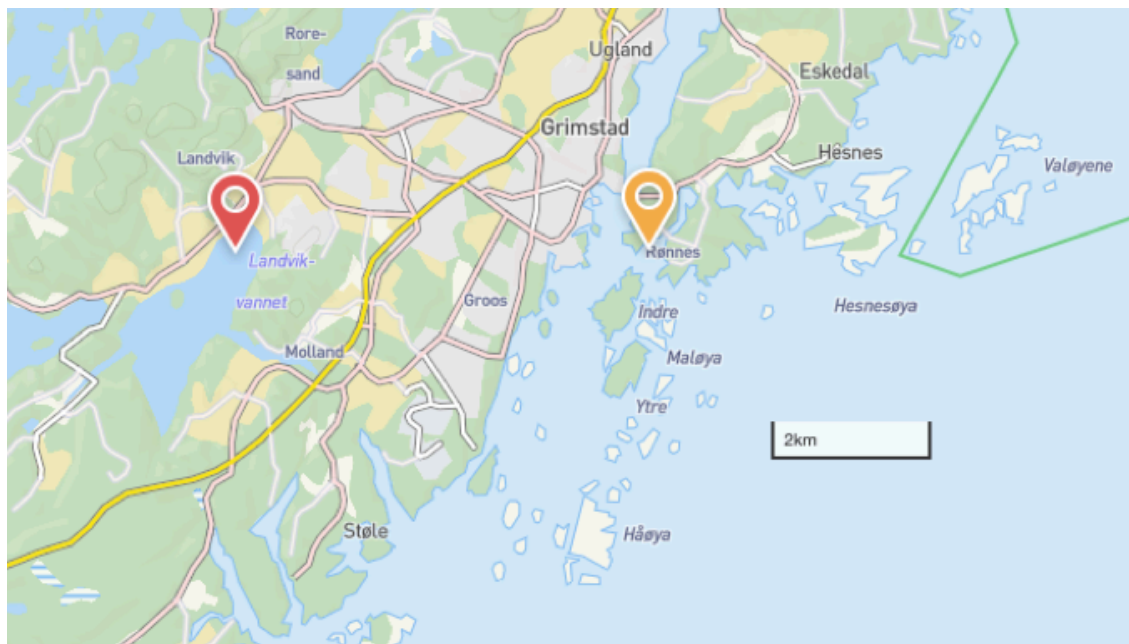 Rore-
sand
Ugland
Eskedal
Grimstad
Hesnes
Landvik
Valøyene
Landvik-
vannet
Rønnes
Groos
Indre
Hesnesøya
Molland
Maløya
Ytre
2km
Støle
Håøya